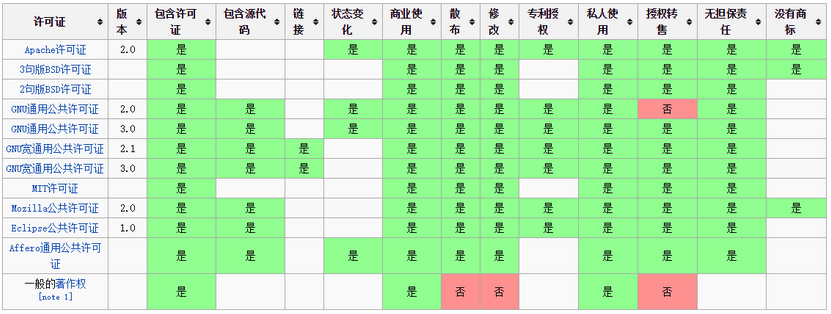 许可证 版本 包含许可证 包含源代码 链接 状态变化 商业使用 散布 修改 专利授权 私人使用 授权转售 无担保责任 没有商标
Apache许可证 2.0 是 是 是 是 是 是 是 是 是 是
3句版BSD许可证 是 是 是 是 是 是 是 是
2句版BSD许可证 是 是 是 是 是 是 是
GNU通用公共许可证 2.0 是 是 是 是 是 是 是 是 否 是
GNU通用公共许可证 3.0 是 是 是 是 是 是 是 是 是 是
GNU宽通用公共许可证 2.1 是 是 是 是 是 是 是 是 是 是
GNU宽通用公共许可证 3.0 是 是 是 是 是 是 是 是 是 是
MIT许可证 是 是 是 是 是 是 是
Mozilla公共许可证 2.0 是 是 是 是 是 是 是 是 是 是
Eclipse公共许可证 1.0 是 是 是 是 是 是 是 是 是
Affero通用公共许可证 是 是 是 是 是 是 是 是 是
一般的著作权 [note 1] 是 是 否 否 是 否